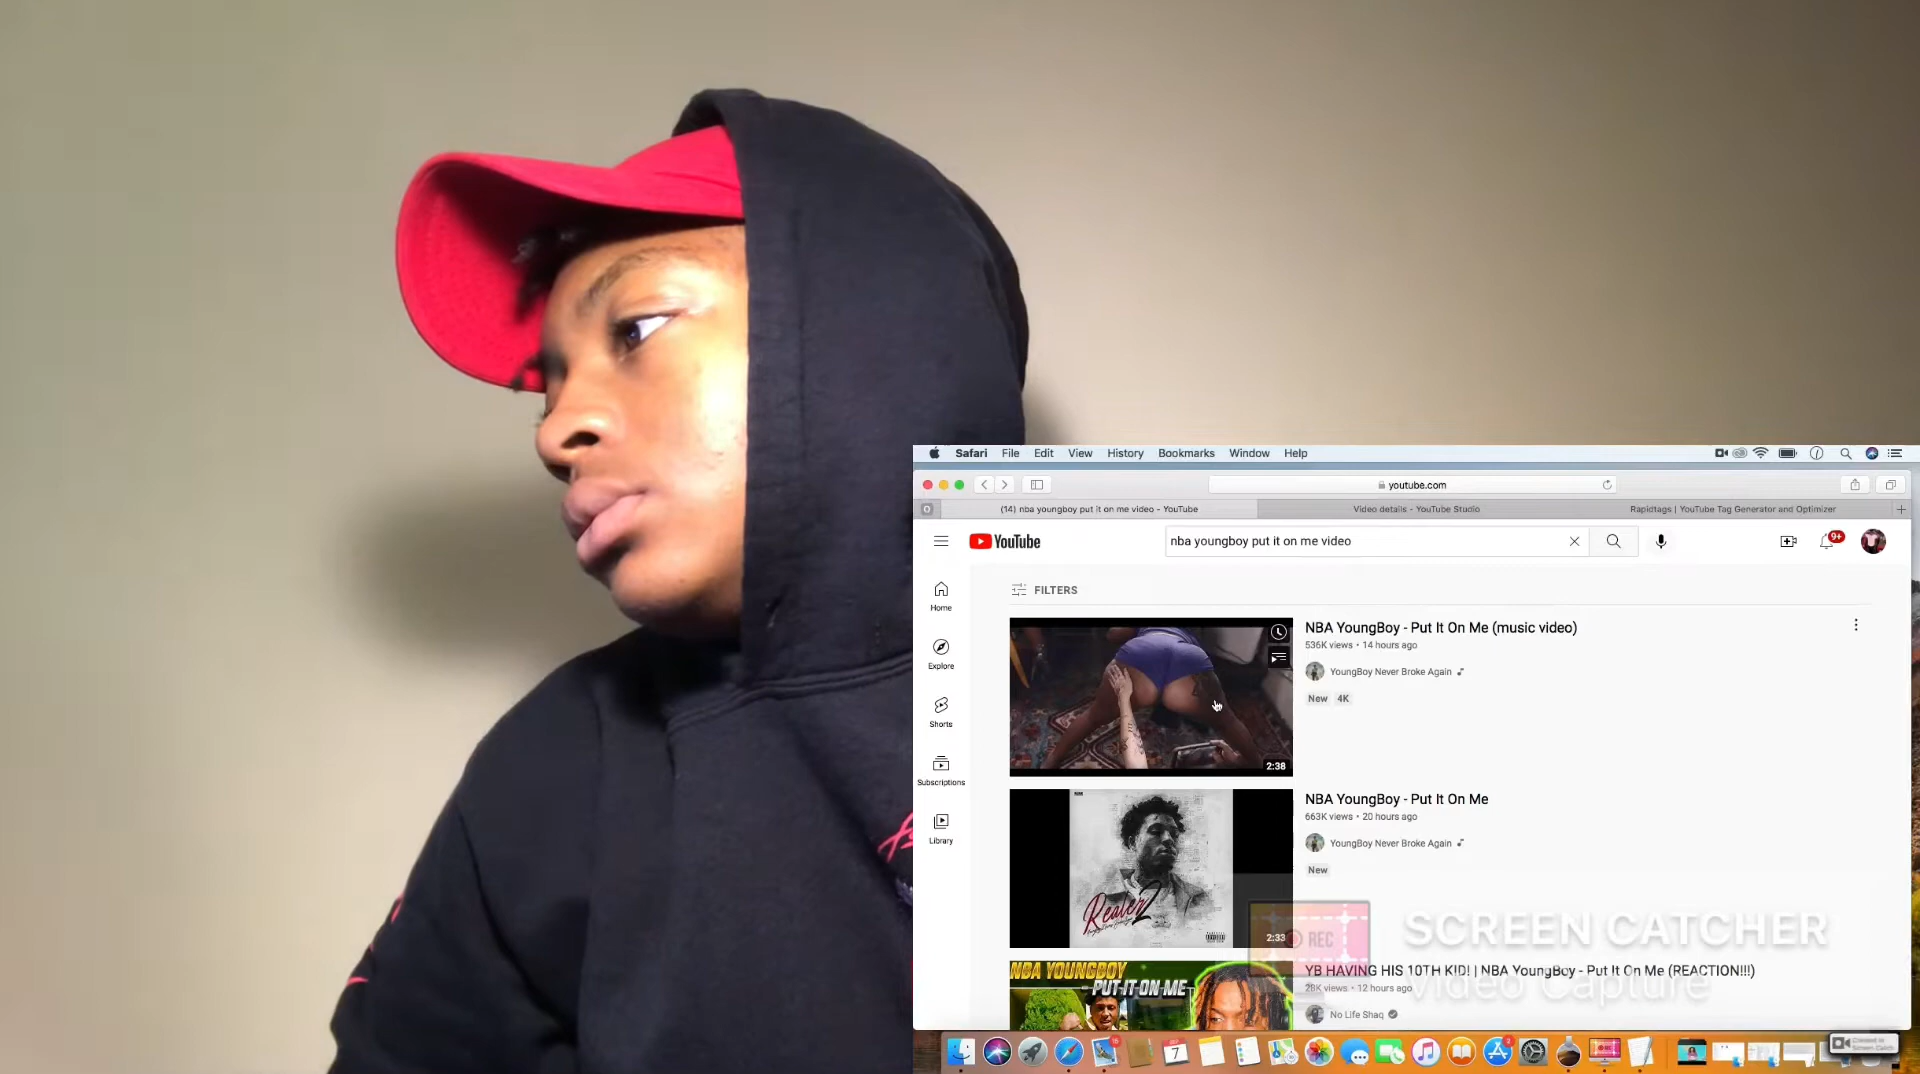 Safari File Edit View History Bookmarks Window Help
youtube.com
(14) nba youngboy put it on me video - YouTube
Video details - YouTube Studio
Rapidtags | YouTube Tag Generator and Optimizer
YouTube
nba youngboy put it on me video
9+
Home
Explore
Shorts
Subscriptions
Library
FILTERS
2:38
NBA YoungBoy - Put It On Me (music video)
536K views • 14 hours ago
YoungBoy Never Broke Again
New 4K
Realer 2
2:33
NBA YoungBoy - Put It On Me
663K views • 20 hours ago
YoungBoy Never Broke Again
New
NBA YOUNGBOY
- PUT IT ON ME
YB HAVING HIS 10TH KID! | NBA YoungBoy - Put It On Me (REACTION!!!)
28K views • 12 hours ago
No Life Shaq
REC
SCREEN CATCHER
Video Capture
7